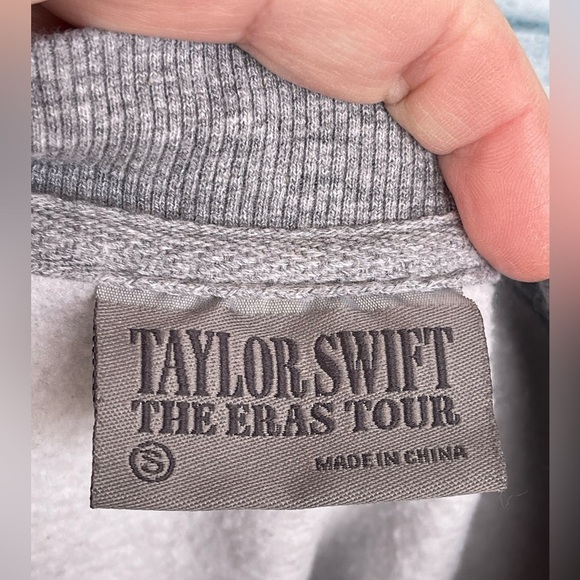 TAYLOR SWIFT
THE ERAS TOUR
S MADE IN CHINA